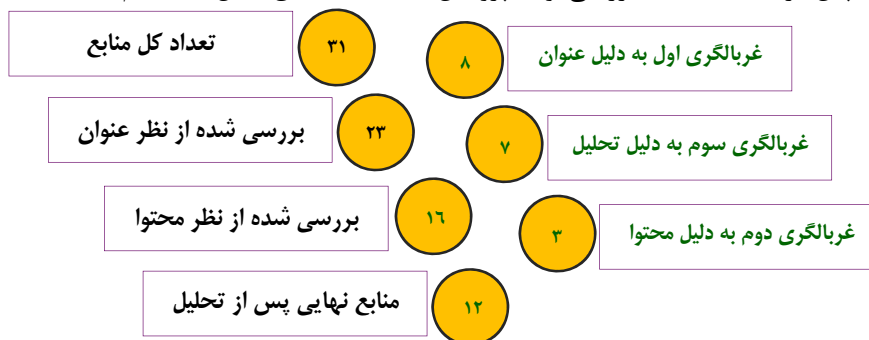 غربالگری اول به دلیل عنوان
۸
۳۱
تعداد کل منابع
غربالگری سوم به دلیل تحلیل
۷
۲۳
بررسی شده از نظر عنوان
غربالگری دوم به دلیل محتوا
۳
۱۶
بررسی شده از نظر محتوا
۱۲
منابع نهایی پس از تحلیل